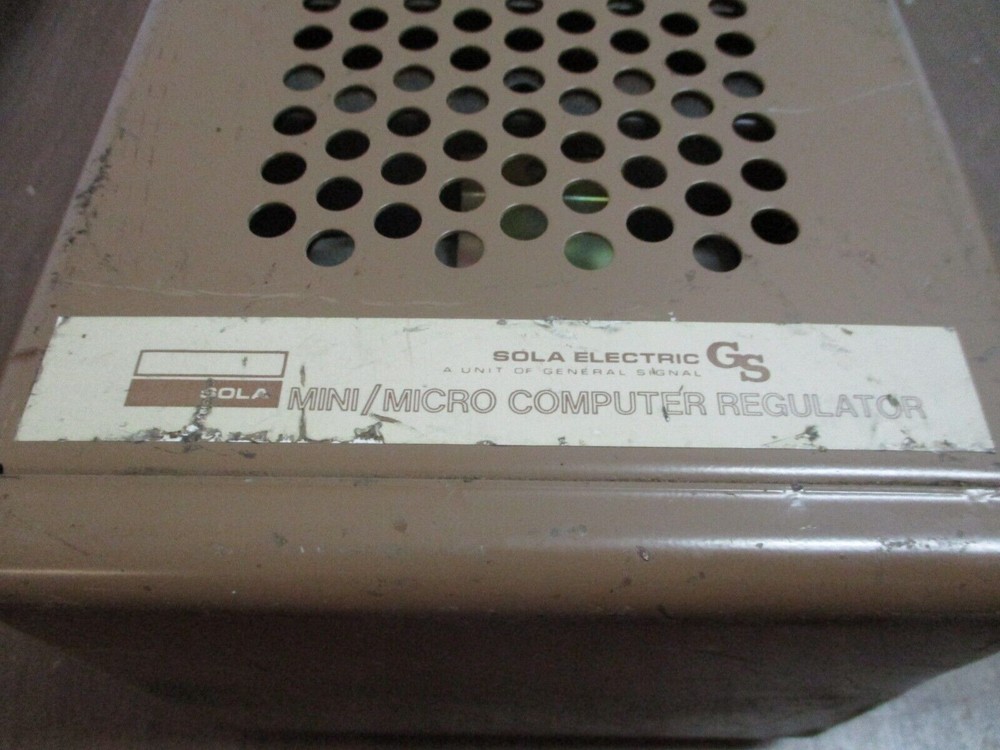 SOLA ELECTRIC GS
A UNIT OF GENERAL SIGNAL
SOLA MINI/MICRO COMPUTER REGULATOR